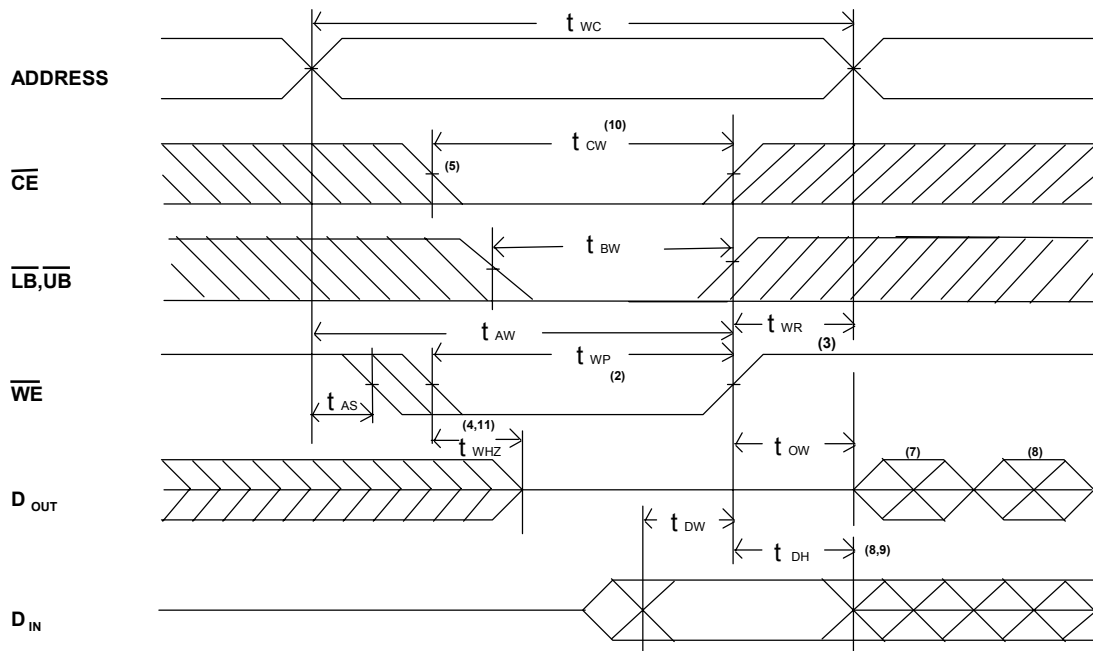 t WC
ADDRESS
t CW (10)
CE (5)
t BW
LB,UB
t AW
t WR
t WP (2)
(3)
WE
t AS
(4,11)
t WHZ
t OW
(7) (8)
D OUT
t DW
t DH (8,9)
D IN